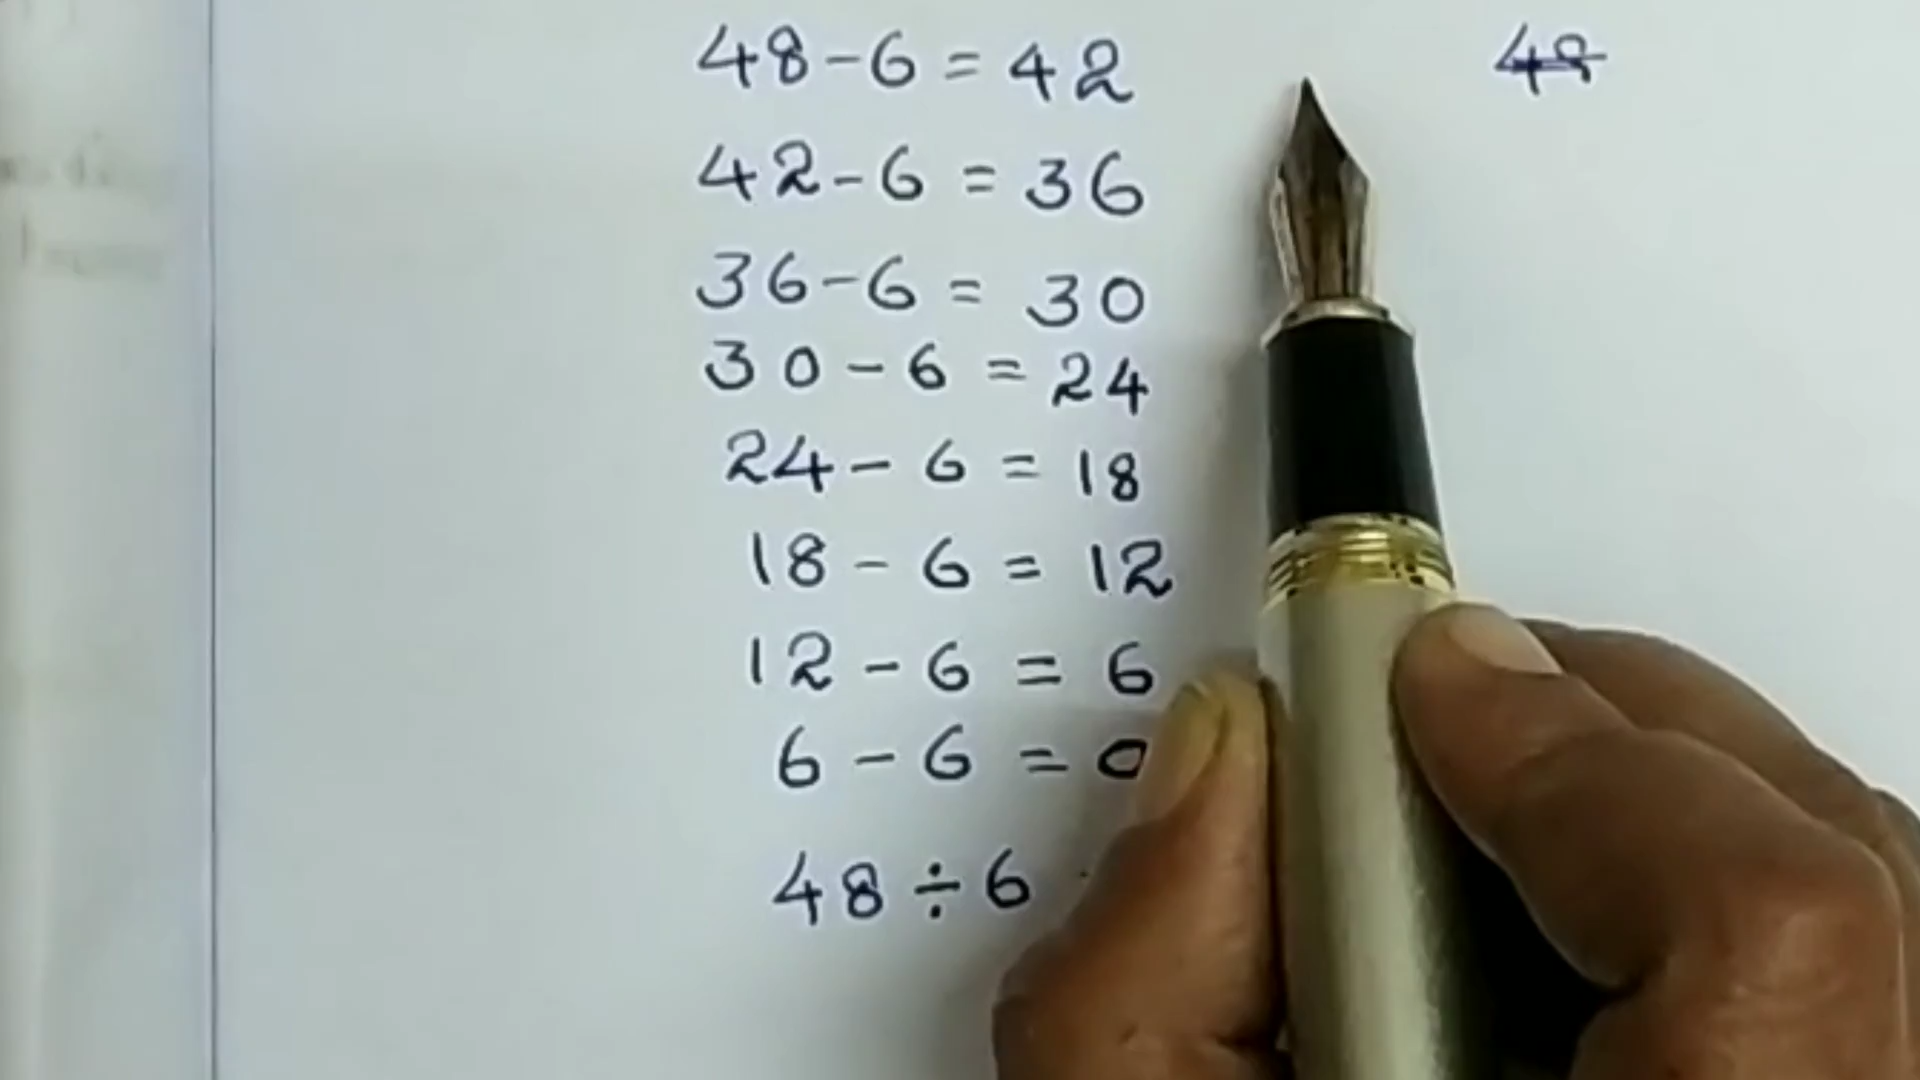 48-6 = 42
48
42-6 = 36
36-6 = 30
30-6 = 24
24-6 = 18
18-6 = 12
12-6 = 6
6-6 = 0
48÷6